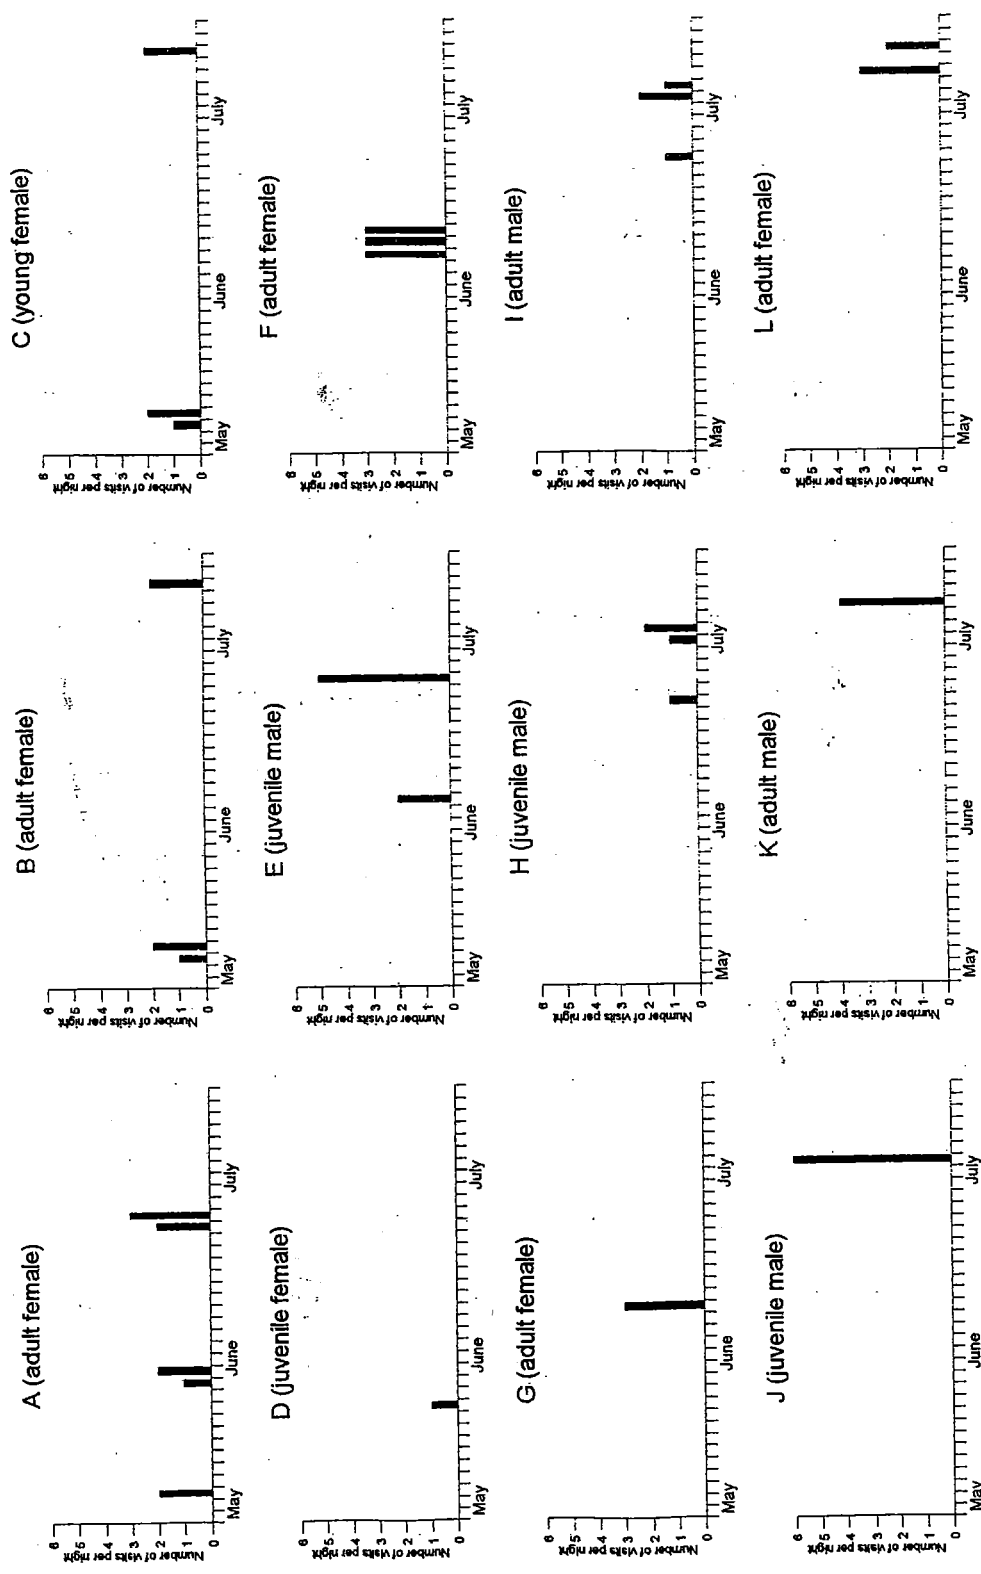 A (adult female)
Number of visits per night
6
5
4
3
2
1
0
May
June
July
B (adult female)
Number of visits per night
6
5
4
3
2
1
0
May
June
July
C (young female)
Number of visits per night
6
5
4
3
2
1
0
May
June
July
D (juvenile female)
Number of visits per night
6
5
4
3
2
1
0
May
June
July
E (juvenile male)
Number of visits per night
6
5
4
3
2
1
0
May
June
July
F (adult female)
Number of visits per night
6
5
4
3
2
1
0
May
June
July
G (adult female)
Number of visits per night
6
5
4
3
2
1
0
May
June
July
H (juvenile male)
Number of visits per night
6
5
4
3
2
1
0
May
June
July
I (adult male)
Number of visits per night
6
5
4
3
2
1
0
May
June
July
J (juvenile male)
Number of visits per night
6
5
4
3
2
1
0
May
June
July
K (adult male)
Number of visits per night
6
5
4
3
2
1
0
May
June
July
L (adult female)
Number of visits per night
6
5
4
3
2
1
0
May
June
July